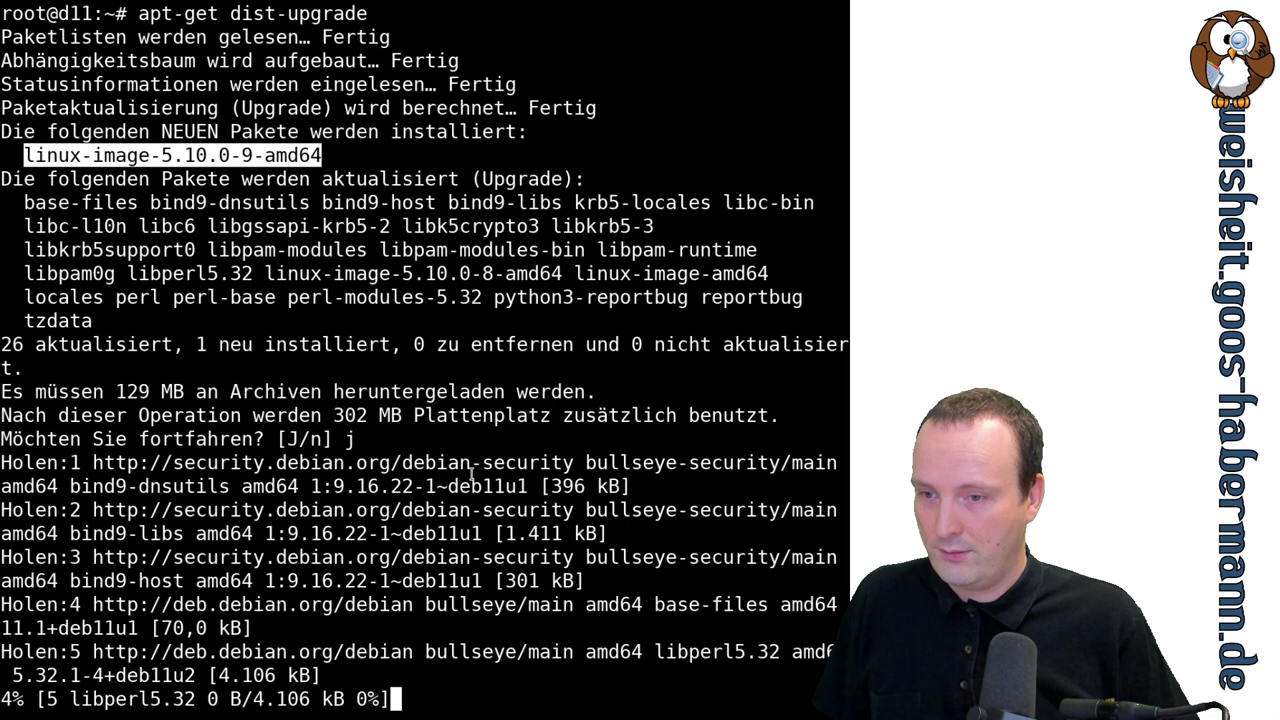 root@d11:~# apt-get dist-upgrade
Paketlisten werden gelesen… Fertig
Abhängigkeitsbaum wird aufgebaut… Fertig
Statusinformationen werden eingelesen… Fertig
Paketaktualisierung (Upgrade) wird berechnet… Fertig
Die folgenden NEUEN Pakete werden installiert:
linux-image-5.10.0-9-amd64
Die folgenden Pakete werden aktualisiert (Upgrade):
base-files bind9-dnsutils bind9-host bind9-libs krb5-locales libc-bin
libc-l10n libc6 libgssapi-krb5-2 libk5crypto3 libkrb5-3
libkrb5support0 libpam-modules libpam-modules-bin libpam-runtime
libpam0g libperl5.32 linux-image-5.10.0-8-amd64 linux-image-amd64
locales perl perl-base perl-modules-5.32 python3-reportbug reportbug
tzdata
26 aktualisiert, 1 neu installiert, 0 zu entfernen und 0 nicht aktualisier
t.
Es müssen 129 MB an Archiven heruntergeladen werden.
Nach dieser Operation werden 302 MB Plattenplatz zusätzlich benutzt.
Möchten Sie fortfahren? [J/n] j
Holen:1 http://security.debian.org/debian-security bullseye-security/main
amd64 bind9-dnsutils amd64 1:9.16.22-1~deb11u1 [396 kB]
Holen:2 http://security.debian.org/debian-security bullseye-security/main
amd64 bind9-libs amd64 1:9.16.22-1~deb11u1 [1.411 kB]
Holen:3 http://security.debian.org/debian-security bullseye-security/main
amd64 bind9-host amd64 1:9.16.22-1~deb11u1 [301 kB]
Holen:4 http://deb.debian.org/debian bullseye/main amd64 base-files amd64
11.1+deb11u1 [70,0 kB]
Holen:5 http://deb.debian.org/debian bullseye/main amd64 libperl5.32 amd6
5.32.1-4+deb11u2 [4.106 kB]
4% [5 libperl5.32 0 B/4.106 kB 0%]
weisheit.goos-habermann.de